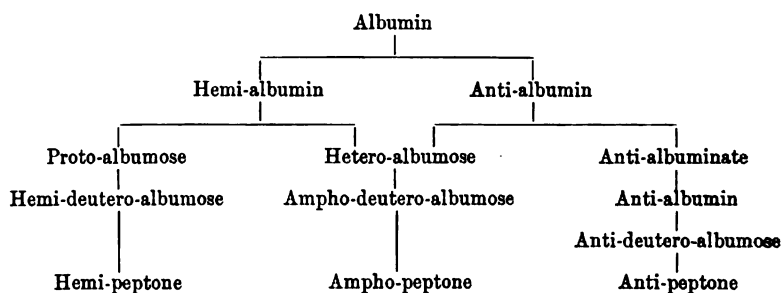 Albumin
Hemi-albumin Anti-albumin
Proto-albumose Hetero-albumose Anti-albuminate
Hemi-deutero-albumose Ampho-deutero-albumose Anti-albumin
Anti-deutero-albumose
Hemi-peptone Ampho-peptone Anti-peptone